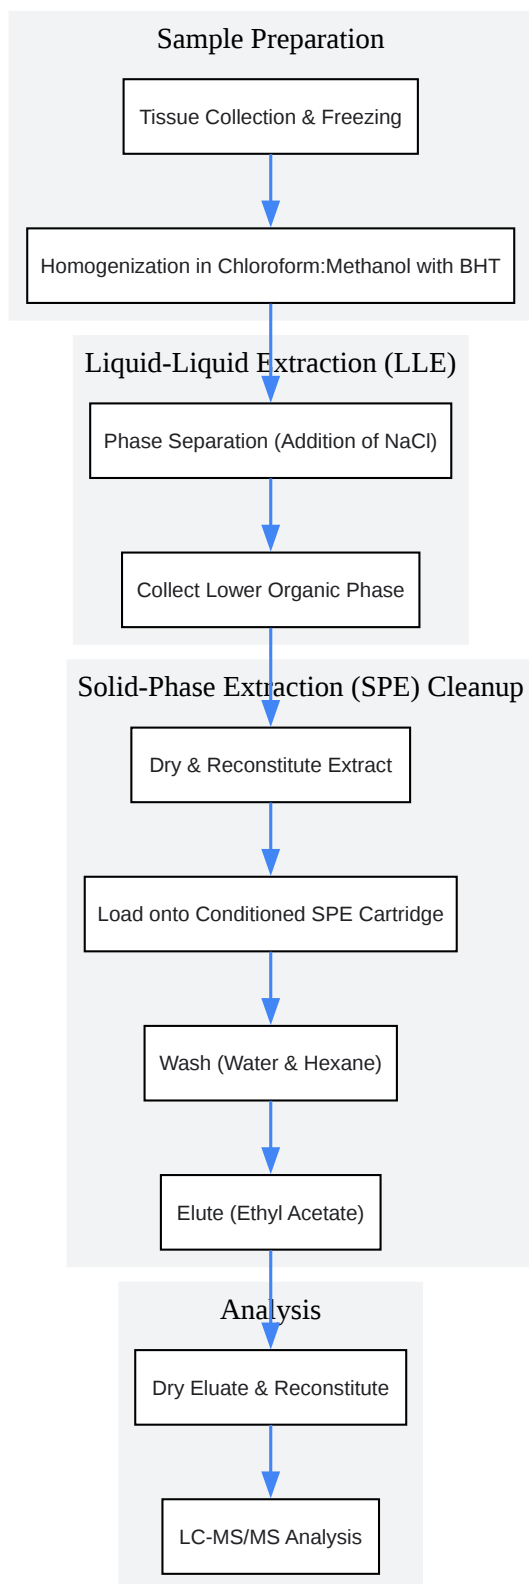 Sample Preparation
Tissue Collection & Freezing
Homogenization in Chloroform:Methanol with BHT
Liquid-Liquid Extraction (LLE)
Phase Separation (Addition of NaCl)
Collect Lower Organic Phase
Solid-Phase Extraction (SPE) Cleanup
Dry & Reconstitute Extract
Load onto Conditioned SPE Cartridge
Wash (Water & Hexane)
Elute (Ethyl Acetate)
Analysis
Dry Eluate & Reconstitute
LC-MS/MS Analysis